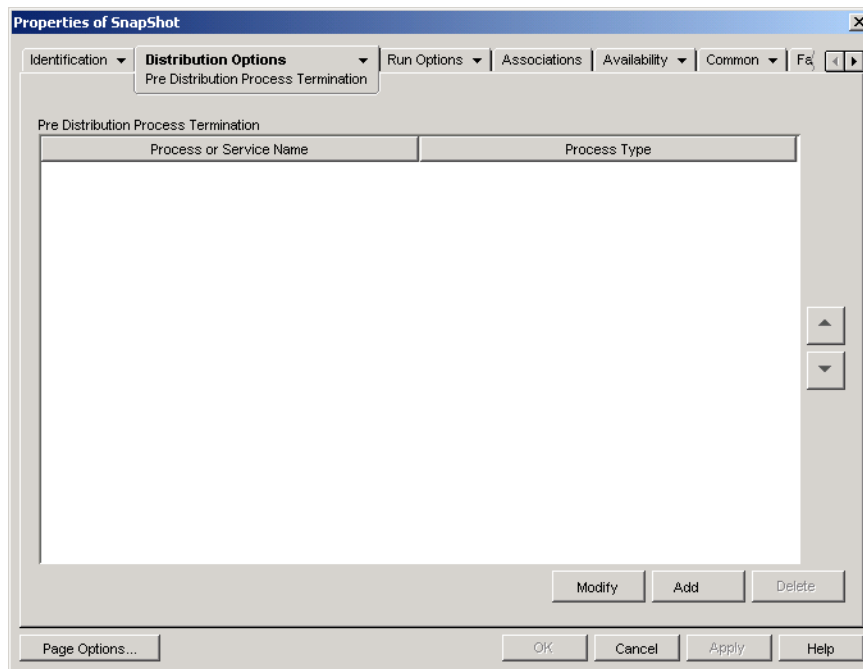 Properties of SnapShot
Identification
Distribution Options
Pre Distribution Process Termination
Run Options
Associations
Availability
Common
Fa
Pre Distribution Process Termination
Process or Service Name
Process Type
Modify
Add
Delete
Page Options...
OK
Cancel
Apply
Help